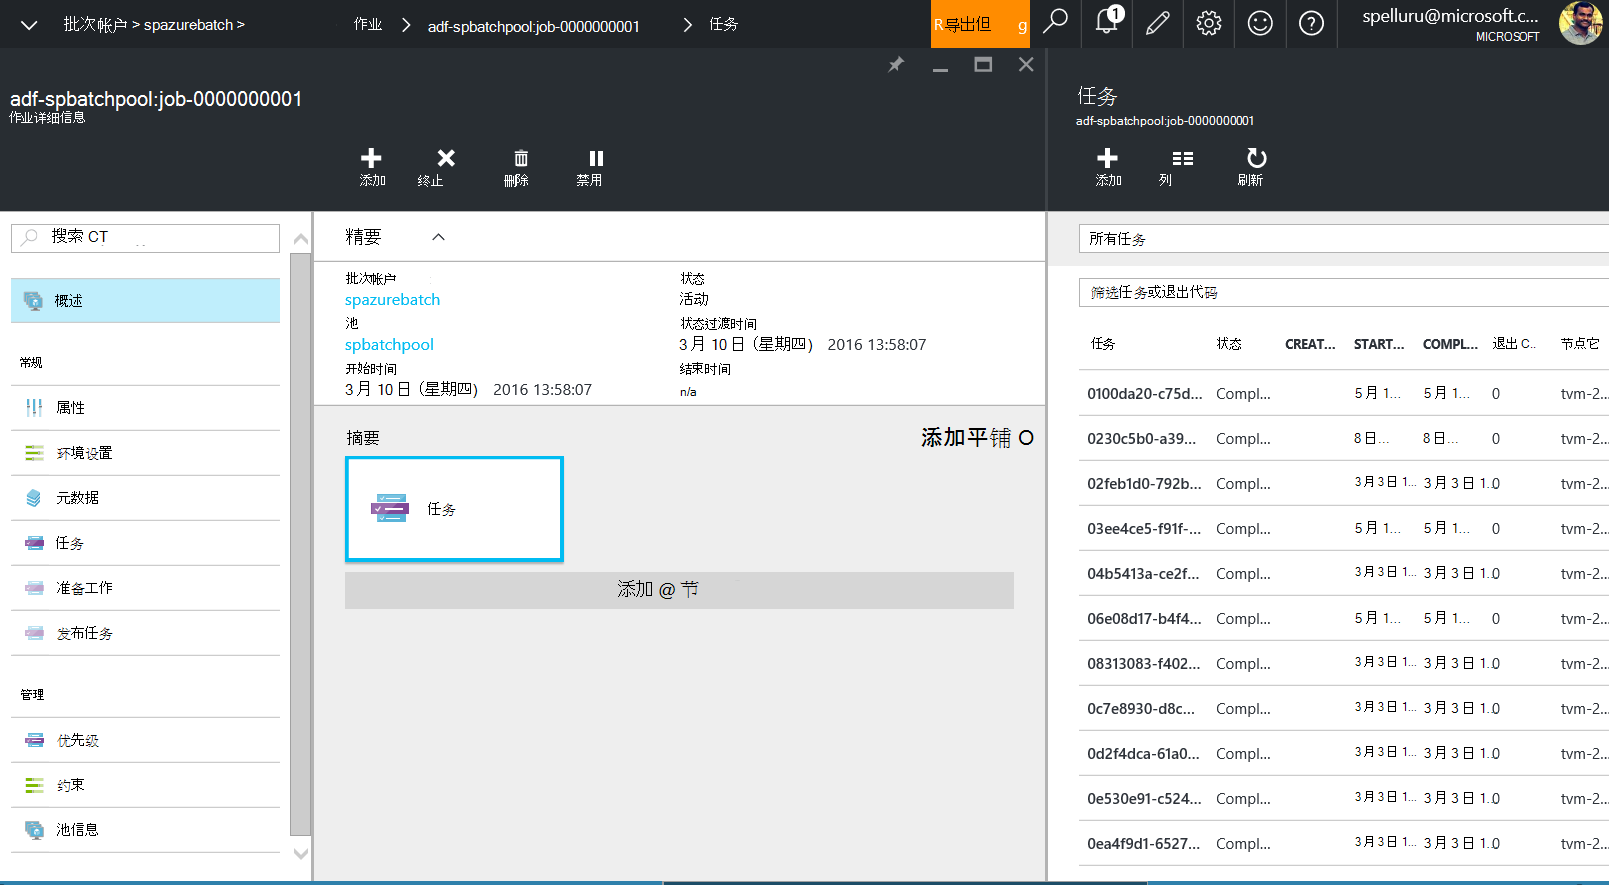 批次帐户 > spazurebatch >
作业
adf-spbatchpool:job-0000000001
任务
R导出但 g
1
spelluru@microsoft.c...
MICROSOFT
adf-spbatchpool:job-0000000001
作业详细信息
添加
终止
删除
禁用
任务
adf-spbatchpool:job-0000000001
添加
列
刷新
搜索 CT
概述
常规
属性
环境设置
元数据
任务
准备工作
发布任务
管理
优先级
约束
池信息
精要
批次帐户
spazurebatch
池
spbatchpool
开始时间
3 月 10 日（星期四) 2016 13:58:07
状态
活动
状态过渡时间
3 月 10 日（星期四) 2016 13:58:07
结束时间
n/a
摘要
添加平铺 O
任务
添加 @ 节
所有任务
筛选任务或退出代码
任务 状态 CREAT... START... COMPL... 退出 C.. 节点它
0100da20-c75d... Compl... 5 月 1... 5 月 1... 0 tvm-2...
0230c5b0-a39... Compl... 8 日... 8 日... 0 tvm-2...
02feb1d0-792b... Compl... 3 月 3 日 1... 3 月 3 日 1..0 tvm-2...
03ee4ce5-f91f-... Compl... 5 月 1... 5 月 1... 0 tvm-2...
04b5413a-ce2f... Compl... 3 月 3 日 1... 3 月 3 日 1..0 tvm-2...
06e08d17-b4f4... Compl... 5 月 1... 5 月 1... 0 tvm-2...
08313083-f402... Compl... 3 月 3 日 1... 3 月 3 日 1..0 tvm-2...
0c7e8930-d8c... Compl... 3 月 3 日 1... 3 月 3 日 1..0 tvm-2...
0d2f4dca-61a0... Compl... 3 月 3 日 1... 3 月 3 日 1..0 tvm-2...
0e530e91-c524... Compl... 3 月 3 日 1... 3 月 3 日 1..0 tvm-2...
0ea4f9d1-6527... Compl... 3 月 3 日 1... 3 月 3 日 1..0 tvm-2...